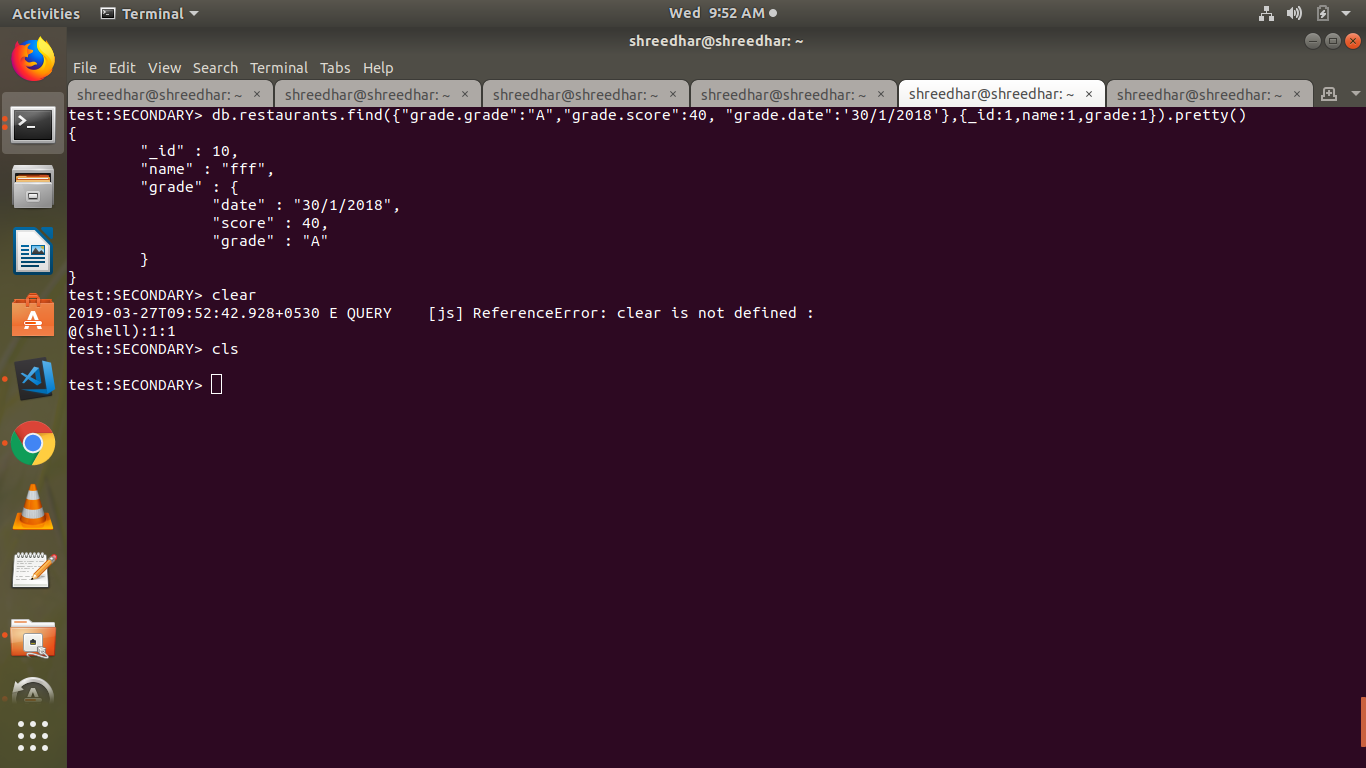 Activities Terminal Wed 9:52 AM
shreedhar@shreedhar: ~
File Edit View Search Terminal Tabs Help
shreedhar@shreedhar: ~ × shreedhar@shreedhar: ~ × shreedhar@shreedhar: ~ × shreedhar@shreedhar: ~ × shreedhar@shreedhar: ~ × shreedhar@shreedhar: ~ ×
test:SECONDARY> db.restaurants.find({"grade.grade":"A","grade.score":40, "grade.date":'30/1/2018'},{_id:1,name:1,grade:1}).pretty()
{
"_id" : 10,
"name" : "fff",
"grade" : {
"date" : "30/1/2018",
"score" : 40,
"grade" : "A"
}
}
test:SECONDARY> clear
2019-03-27T09:52:42.928+0530 E QUERY    [js] ReferenceError: clear is not defined :
@(shell):1:1
test:SECONDARY> cls
test:SECONDARY>